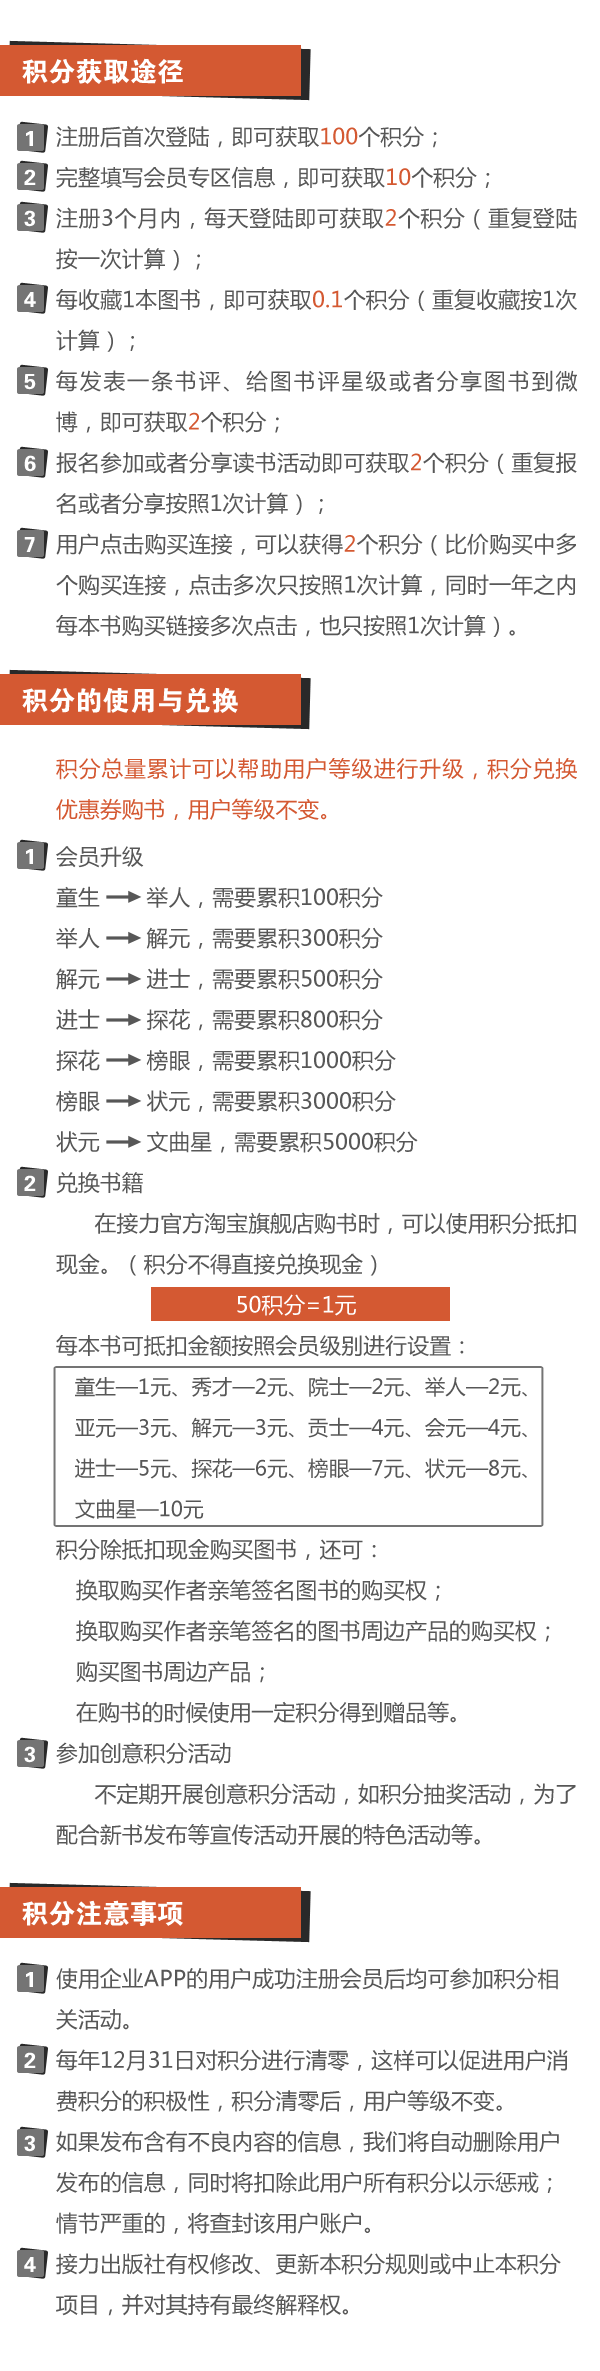 积分获取途径
1 注册后首次登陆，即可获取100个积分；
2 完整填写会员专区信息，即可获取10个积分；
3 注册3个月内，每天登陆即可获取2个积分（重复登陆
按一次计算）；
4 每收藏1本图书，即可获取0.1个积分（重复收藏按1次
计算）；
5 每发表一条书评、给图书评星级或者分享图书到微
博，即可获取2个积分；
6 报名参加或者分享读书活动即可获取2个积分（重复报
名或者分享按照1次计算）；
7 用户点击购买连接，可以获得2个积分（比价购买中多
个购买连接，点击多次只按照1次计算，同时一年之内
每本书购买链接多次点击，也只按照1次计算）。
积分的使用与兑换
积分总量累计可以帮助用户等级进行升级，积分兑换
优惠券购书，用户等级不变。
1 会员升级
童生→举人，需要累积100积分
举人→解元，需要累积300积分
解元→进士，需要累积500积分
进士→探花，需要累积800积分
探花→榜眼，需要累积1000积分
榜眼→状元，需要累积3000积分
状元→文曲星，需要累积5000积分
2 兑换书籍
在接力官方淘宝旗舰店购书时，可以使用积分抵扣
现金。（积分不得直接兑换现金）
50积分=1元
每本书可抵扣金额按照会员级别进行设置：
童生—1元、秀才—2元、院士—2元、举人—2元、
亚元—3元、解元—3元、贡士—4元、会元—4元、
进士—5元、探花—6元、榜眼—7元、状元—8元、
文曲星—10元
积分除抵扣现金购买图书，还可：
换取购买作者亲笔签名图书的购买权；
换取购买作者亲笔签名的图书周边产品的购买权；
购买图书周边产品；
在购书的时候使用一定积分得到赠品等。
3 参加创意积分活动
不定期开展创意积分活动，如积分抽奖活动，为了
配合新书发布等宣传活动开展的特色活动等。
积分注意事项
1 使用企业APP的用户成功注册会员后均可参加积分相
关活动。
2 每年12月31日对积分进行清零，这样可以促进用户消
费积分的积极性，积分清零后，用户等级不变。
3 如果发布含有不良内容的信息，我们将自动删除用户
发布的信息，同时将扣除此用户所有积分以示惩戒；
情节严重的，将查封该用户账户。
4 接力出版社有权修改、更新本积分规则或中止本积分
项目，并对其持有最终解释权。